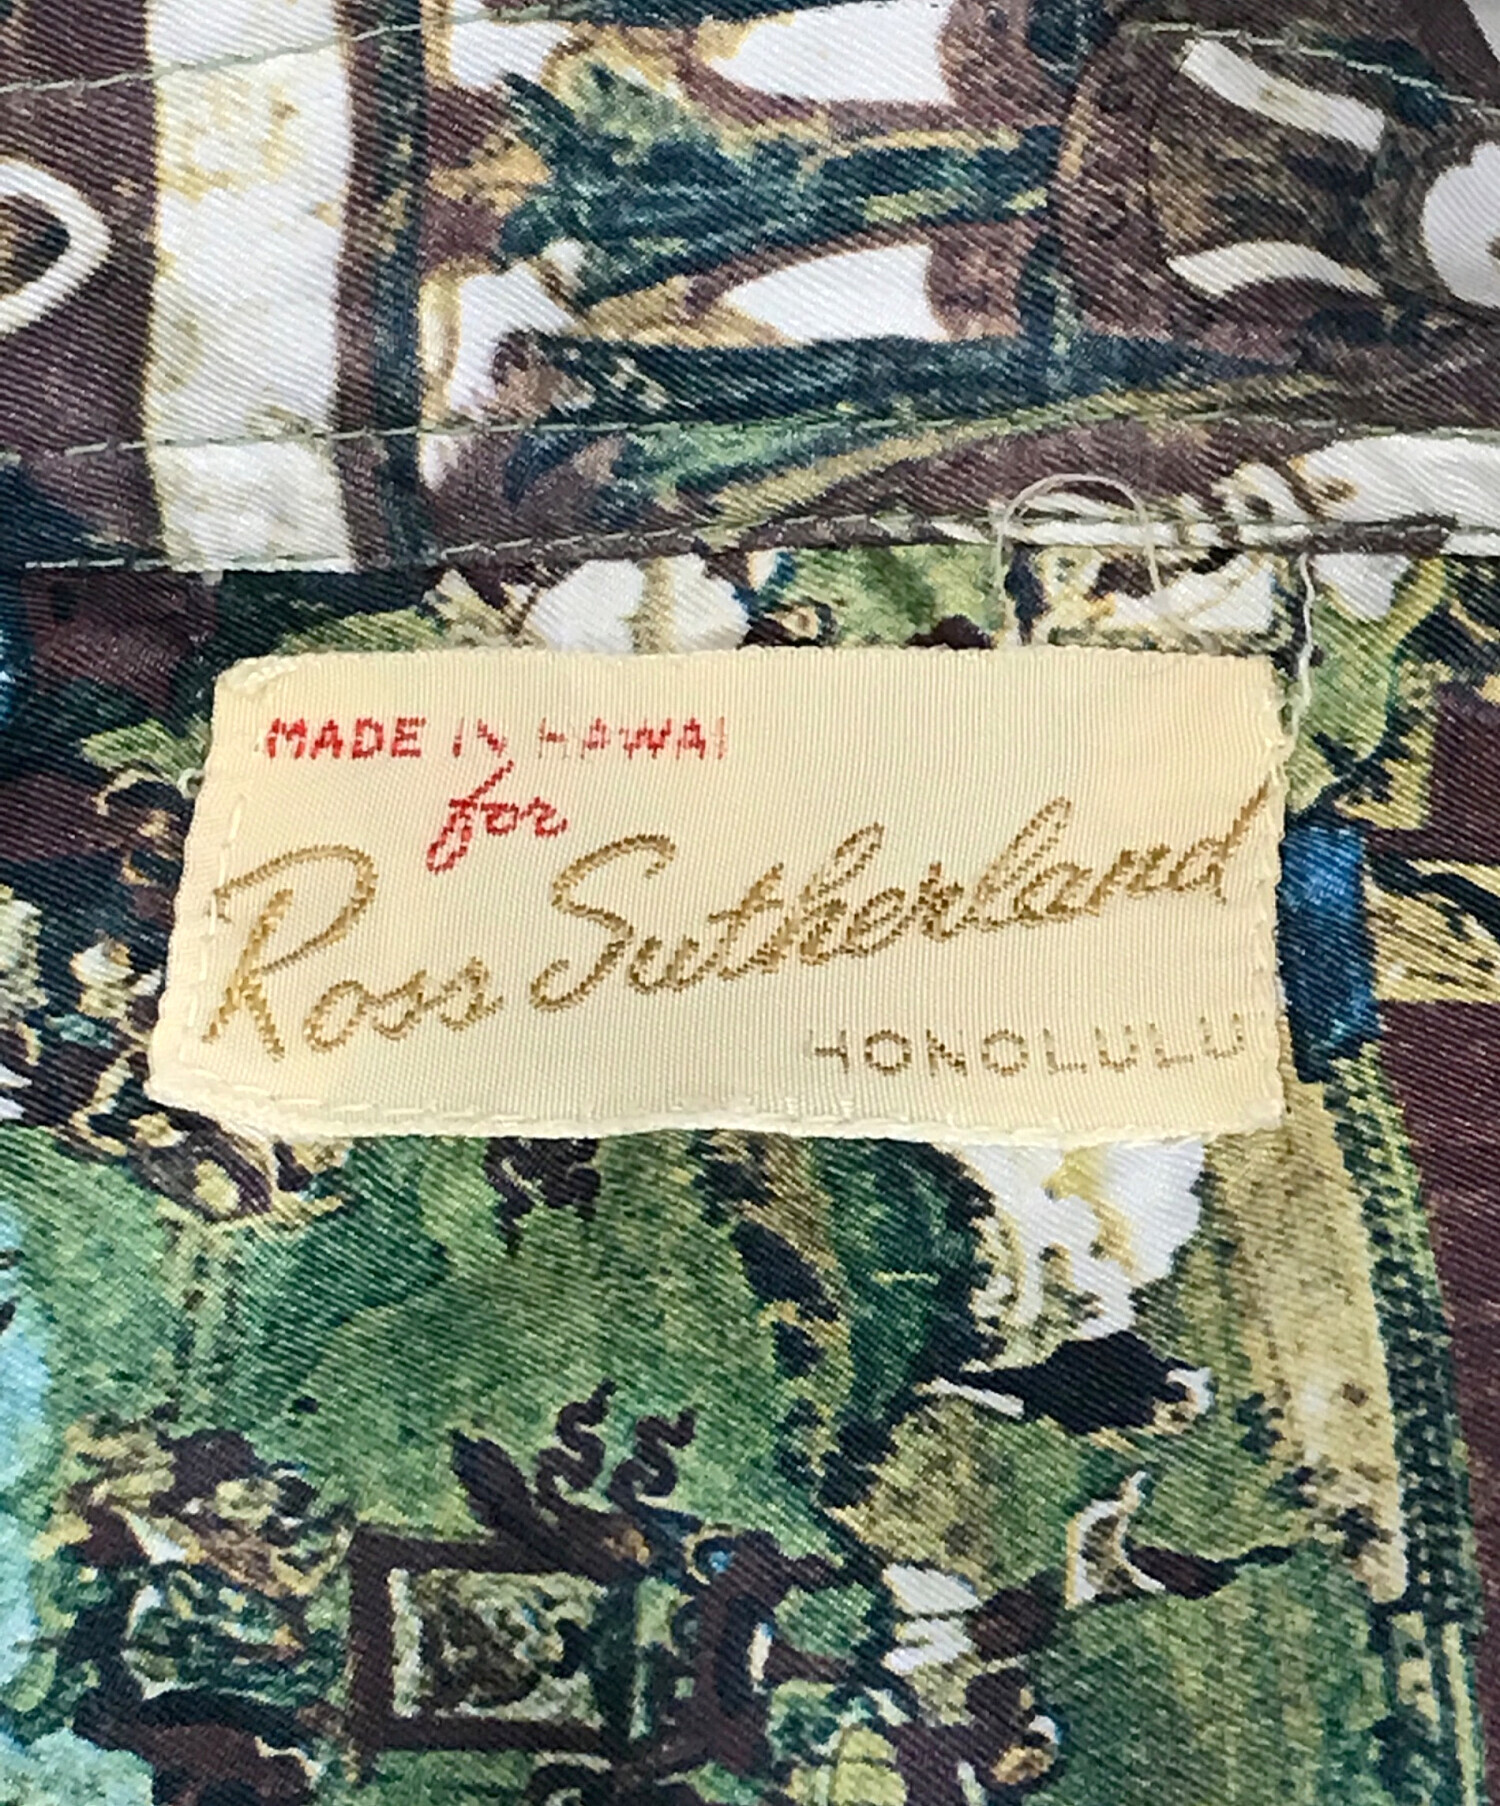 MADE IN HAWAI
for
Ross Sutherland
HONOLULU